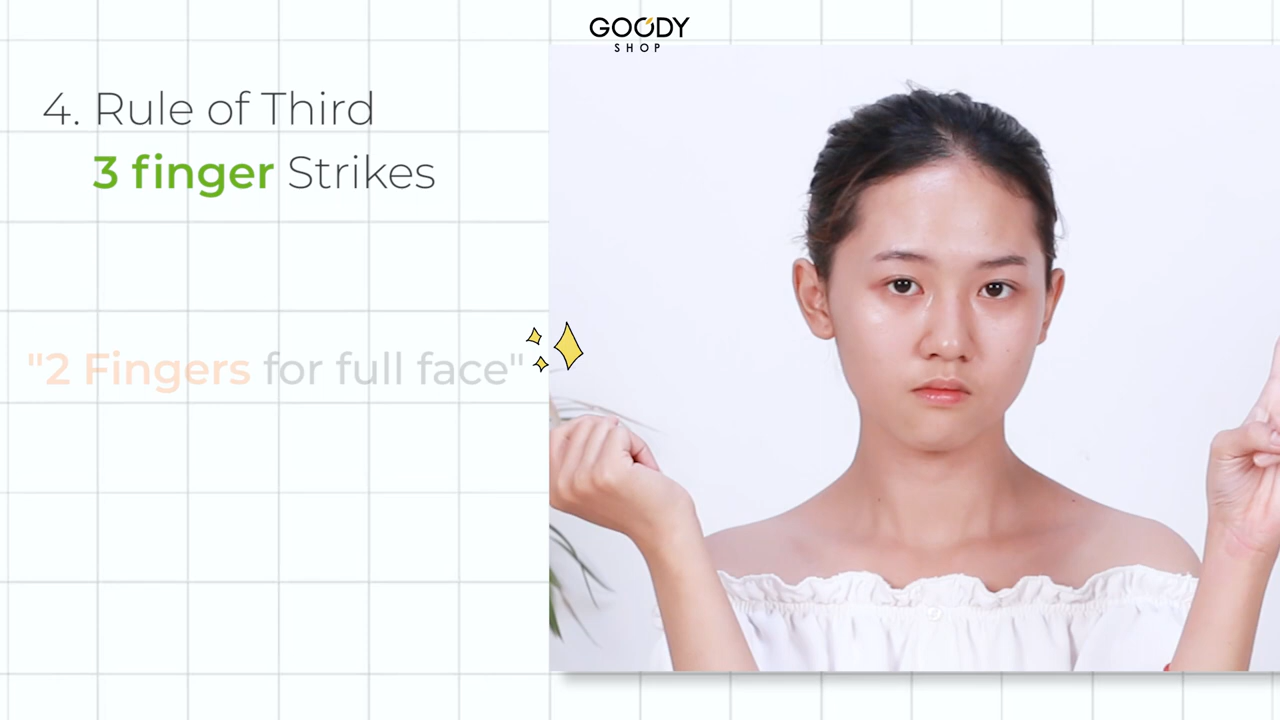 GOODY
SHOP
4. Rule of Third
3 finger Strikes
"2 Fingers for full face"